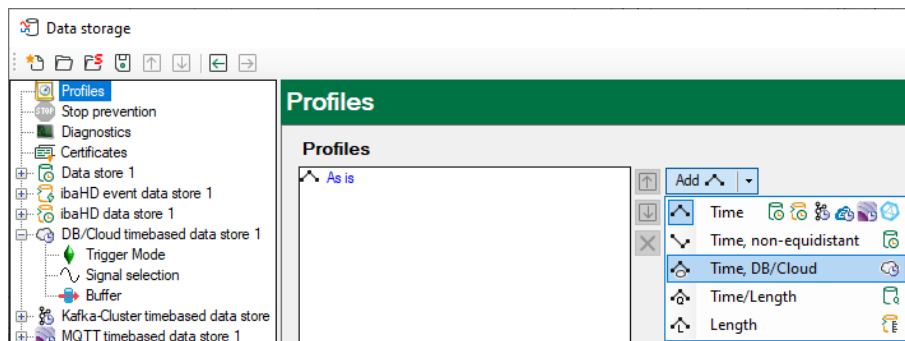 Data storage
Profiles
Stop prevention
Diagnostics
Certificates
Data store 1
ibaHD event data store 1
ibaHD data store 1
DB/Cloud timebased data store 1
Trigger Mode
Signal selection
Buffer
Kafka-Cluster timebased data store
MQTT timebased data store 1
Profiles
Profiles
As is
Add
Time
Time, non-equidistant
Time, DB/Cloud
Time/Length
Length